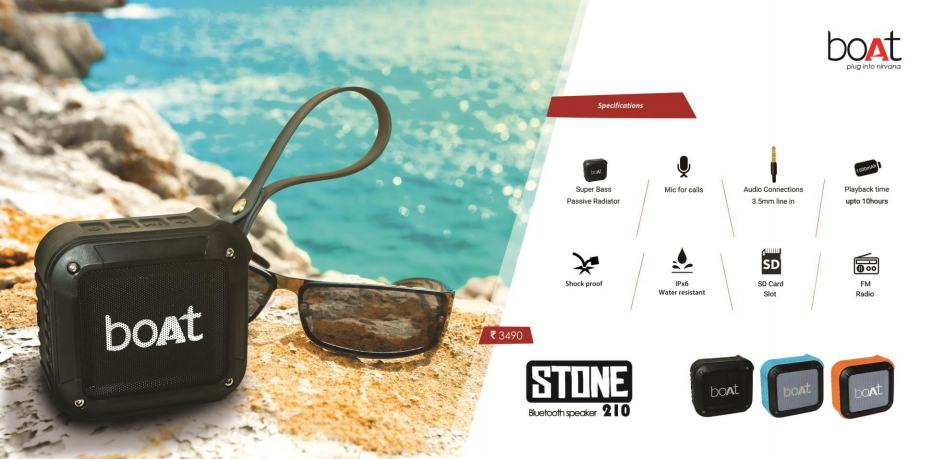 boAt
boAt
plug into nirvana
Specifications
boAt
Super Bass
Passive Radiator
Mic for calls
Audio Connections
3.5mm line in
1500mAh
Playback time
upto 10hours
Shock proof
IPx6
Water resistant
SD
SD Card
Slot
FM
Radio
₹ 3490
STONE
Bluetooth speaker 210
boAt
boAt
boAt